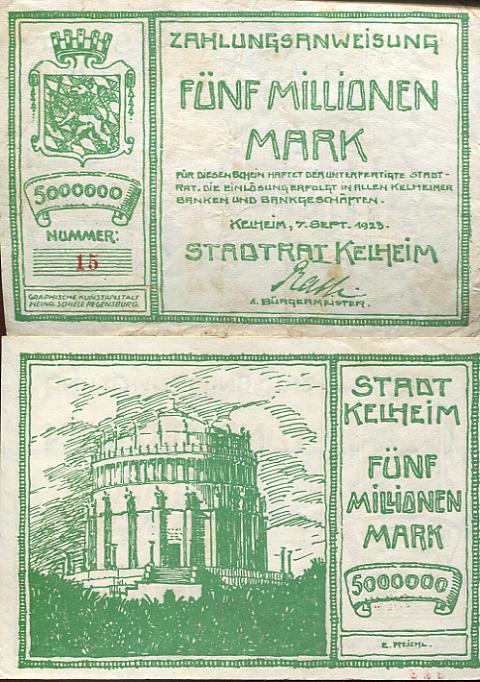 ZAHLUNGSANWEISUNG
FÜNF MILLIONEN
MARK
FÜR DIESEN SCHEIN HAFTET DER UNTERFERTIGTE STADT-
RAT. DIE EINLÖSUNG ERFOLGT IN ALLEN KELHEIMER
BANKEN UND BANKGESCHÄFTEN.
KELHEIM, 7. SEPT. 1923.
STADTRAT KELHEIM
1. BÜRGERMEISTER.
5000000
NUMMER:
15
GRAPHISCHE KUNSTANSTALT
HEINR. SCHIELE REGENSBURG.
STADT
KELHEIM
FÜNF
MILLIONEN
MARK
5000000
E. REICHL.